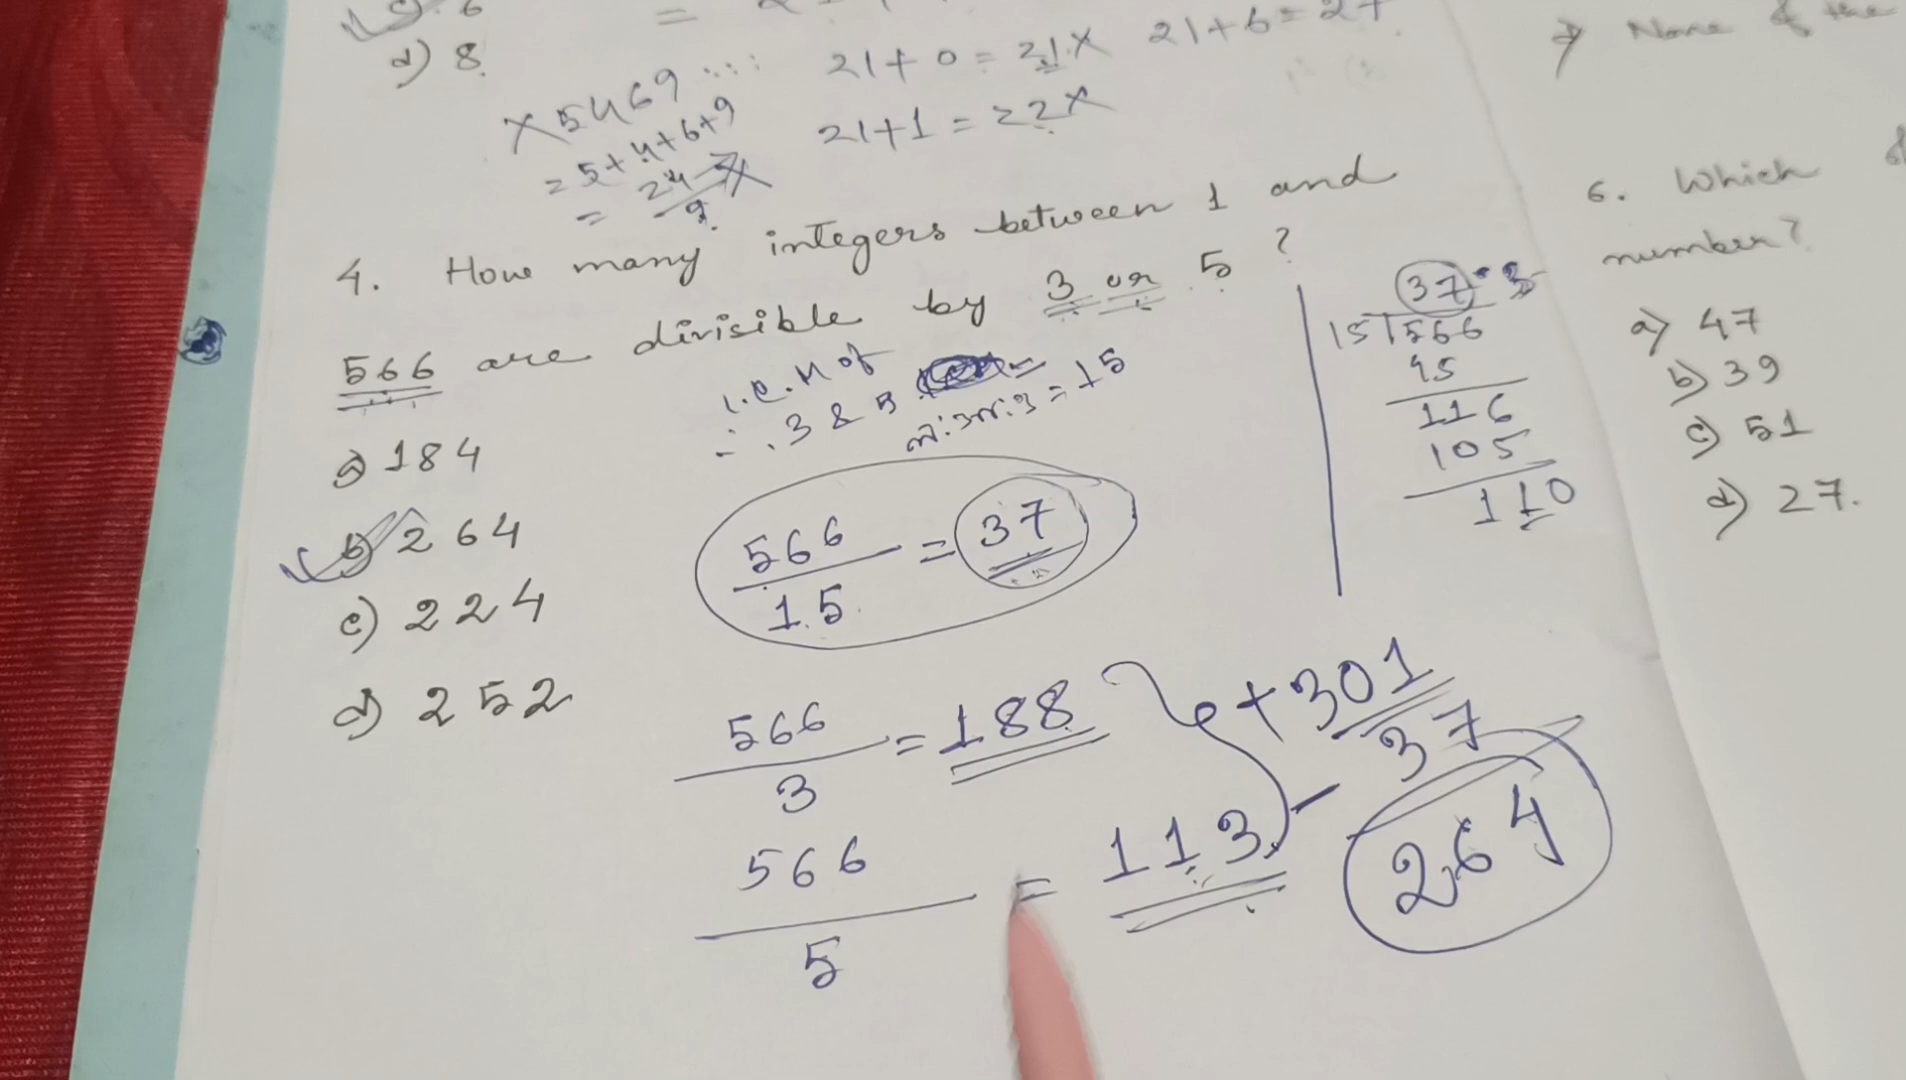 d) 8.
21 + 0 = 21 X
21 + 6 = 27
21 + 1 = 22 X
X 5469
= 5+4+6+9
= 24
9
4. How many integers between 1 and
566 are divisible by 3 or 5 ?
a) 184
b) 264
c) 224
d) 252
L.C.M of
3 & 5
= 15
566
15
= 37
37
15 566
45
116
105
110
566
3
= 188
+ 301
- 37
264
566
5
= 113
6. Which
number?
a) 47
b) 39
c) 51
d) 27.
None of the